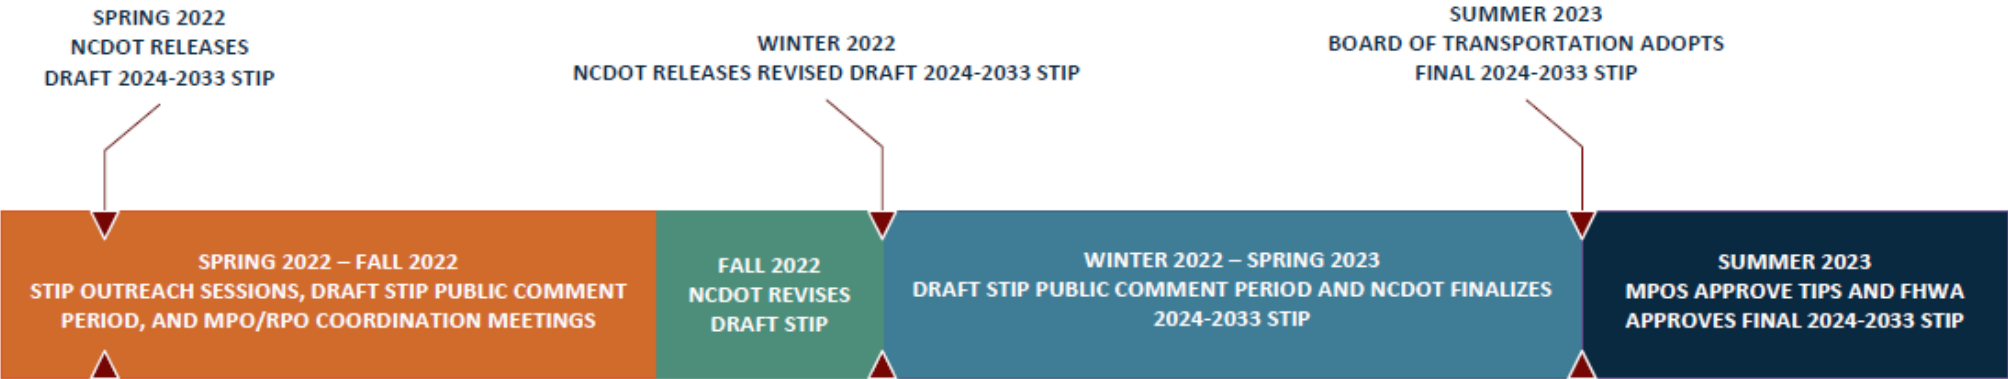 SPRING 2022
NCDOT RELEASES
DRAFT 2024-2033 STIP
WINTER 2022
NCDOT RELEASES REVISED DRAFT 2024-2033 STIP
SUMMER 2023
BOARD OF TRANSPORTATION ADOPTS
FINAL 2024-2033 STIP
SPRING 2022 – FALL 2022
STIP OUTREACH SESSIONS, DRAFT STIP PUBLIC COMMENT
PERIOD, AND MPO/RPO COORDINATION MEETINGS
FALL 2022
NCDOT REVISES
DRAFT STIP
WINTER 2022 – SPRING 2023
DRAFT STIP PUBLIC COMMENT PERIOD AND NCDOT FINALIZES
2024-2033 STIP
SUMMER 2023
MPOS APPROVE TIPS AND FHWA
APPROVES FINAL 2024-2033 STIP